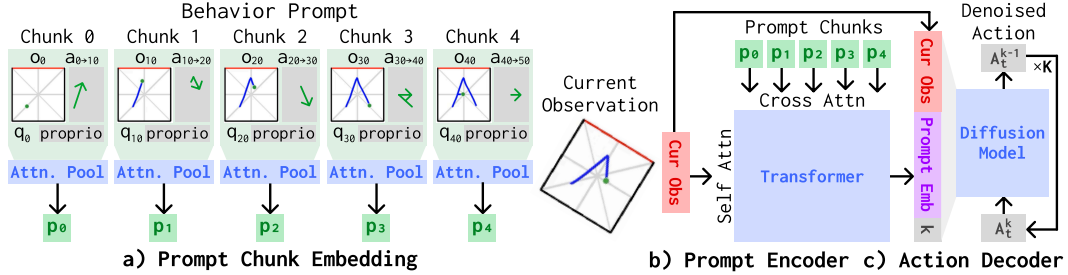 Behavior Prompt
Chunk 0 Chunk 1 Chunk 2 Chunk 3 Chunk 4
o0 a0→10 o10 a10→20 o20 a20→30 o30 a30→40 o40 a40→50
q0 proprio q10 proprio q20 proprio q30 proprio q40 proprio
Attn. Pool Attn. Pool Attn. Pool Attn. Pool Attn. Pool
p0 p1 p2 p3 p4
a) Prompt Chunk Embedding
Current
Observation
Cur Obs
Prompt Chunks
p0 p1 p2 p3 p4
Cross Attn
Self Attn
Transformer
b) Prompt Encoder
Cur Obs
Prompt Emb
k
Denoised
Action
A_t^{k-1}
×K
Diffusion
Model
A_t^k
c) Action Decoder